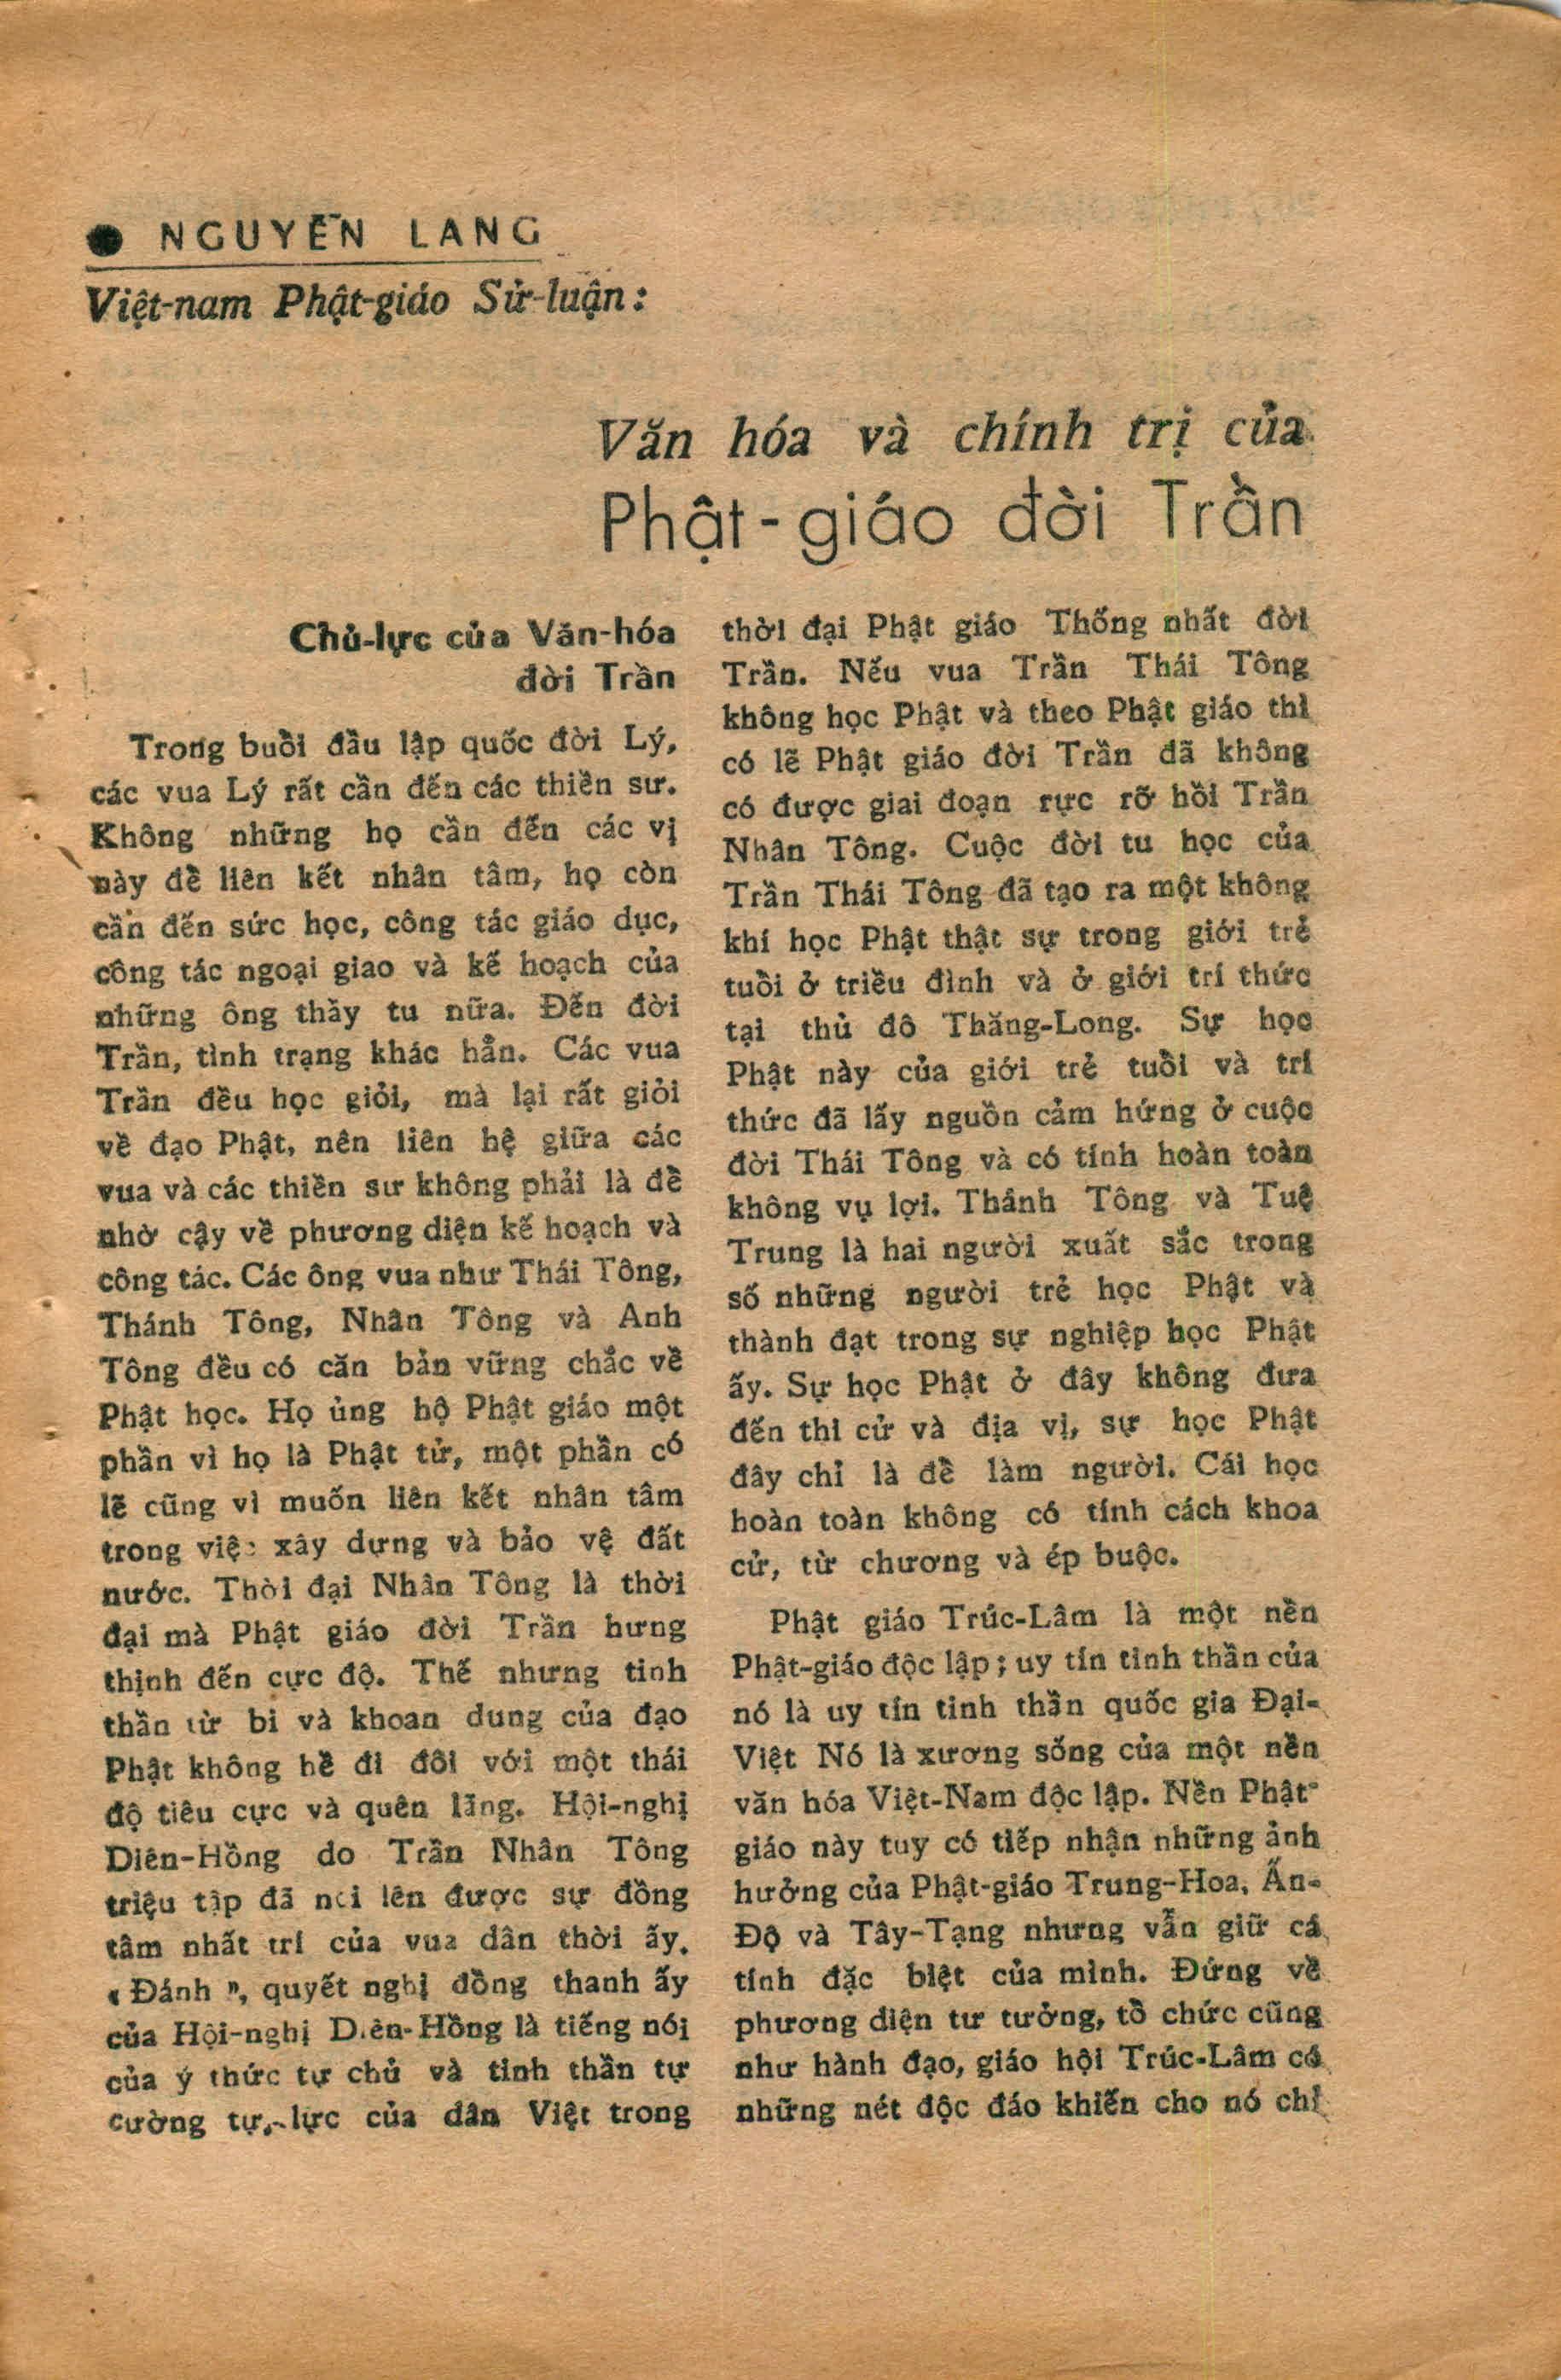 ● NGUYỄN LANG
Việt-nam Phật-giáo Sử-luận :
Văn hóa và chính trị của
Phật-giáo đời Trần
Chủ-lực của Văn-hóa
đời Trần
Trong buổi đầu lập quốc đời Lý,
các vua Lý rất cần đến các thiền sư.
Không những họ cần đến các vị
này để liên kết nhân tâm, họ còn
cần đến sức học, công tác giáo dục,
công tác ngoại giao và kế hoạch của
những ông thầy tu nữa. Đến đời
Trần, tình trạng khác hẳn. Các vua
Trần đều học giỏi, mà lại rất giỏi
về đạo Phật, nên liên hệ giữa các
vua và các thiền sư không phải là để
nhờ cậy về phương diện kế hoạch và
công tác. Các ông vua như Thái Tông,
Thánh Tông, Nhân Tông và Anh
Tông đều có căn bản vững chắc về
Phật học. Họ ủng hộ Phật giáo một
phần vì họ là Phật tử, một phần có
lẽ cũng vì muốn liên kết nhân tâm
trong việc xây dựng và bảo vệ đất
nước. Thời đại Nhân Tông là thời
đại mà Phật giáo đời Trần hưng
thịnh đến cực độ. Thế nhưng tinh
thần từ bi và khoan dung của đạo
Phật không hề đi đôi với một thái
độ tiêu cực và quên lãng. Hội-nghị
Diên-Hồng do Trần Nhân Tông
triệu tập đã nói lên được sự đồng
tâm nhất trí của vua dân thời ấy.
« Đánh », quyết nghị đồng thanh ấy
của Hội-nghị Diên-Hồng là tiếng nói
của ý thức tự chủ và tinh thần tự
cường tự lực của dân Việt trong
thời đại Phật giáo Thống nhất đời
Trần. Nếu vua Trần Thái Tông
không học Phật và theo Phật giáo thì
có lẽ Phật giáo đời Trần đã không
có được giai đoạn rực rỡ hồi Trần
Nhân Tông. Cuộc đời tu học của
Trần Thái Tông đã tạo ra một không
khí học Phật thật sự trong giới trẻ
tuổi ở triều đình và ở giới trí thức
tại thủ đô Thăng-Long. Sự học
Phật này của giới trẻ tuổi và trí
thức đã lấy nguồn cảm hứng ở cuộc
đời Thái Tông và có tính hoàn toàn
không vụ lợi. Thánh Tông và Tuệ
Trung là hai người xuất sắc trong
số những người trẻ học Phật và
thành đạt trong sự nghiệp học Phật
ấy. Sự học Phật ở đây không đưa
đến thi cử và địa vị, sự học Phật
đây chỉ là để làm người. Cái học
hoàn toàn không có tính cách khoa
cử, từ chương và ép buộc.
Phật giáo Trúc-Lâm là một nền
Phật-giáo độc lập ; uy tín tinh thần của
nó là uy tín tinh thần quốc gia Đại-
Việt Nó là xương sống của một nền
văn hóa Việt-Nam độc lập. Nền Phật-
giáo này tuy có tiếp nhận những ảnh
hưởng của Phật-giáo Trung-Hoa, Ấn-
Độ và Tây-Tạng nhưng vẫn giữ cá
tính đặc biệt của mình. Đứng về
phương diện tư tưởng, tổ chức cũng
như hành đạo, giáo hội Trúc-Lâm có
những nét độc đáo khiến cho nó chỉ